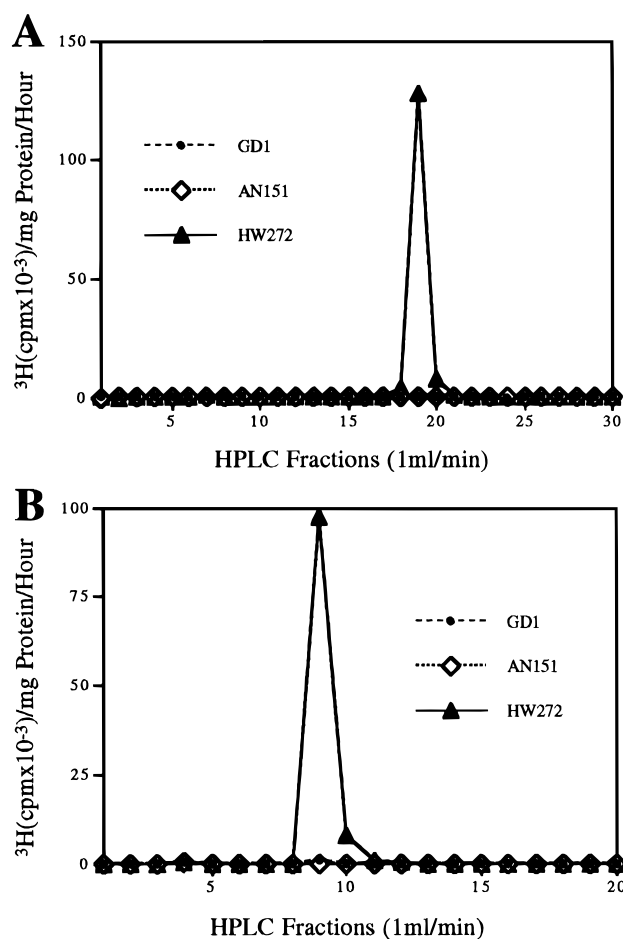 A
150
100
50
0
³H(cpmx10⁻³)/mg Protein/Hour
GD1
AN151
HW272
5 10 15 20 25 30
HPLC Fractions (1ml/min)
B
100
75
50
25
0
³H(cpmx10⁻³)/mg Protein/Hour
GD1
AN151
HW272
5 10 15 20
HPLC Fractions (1ml/min)